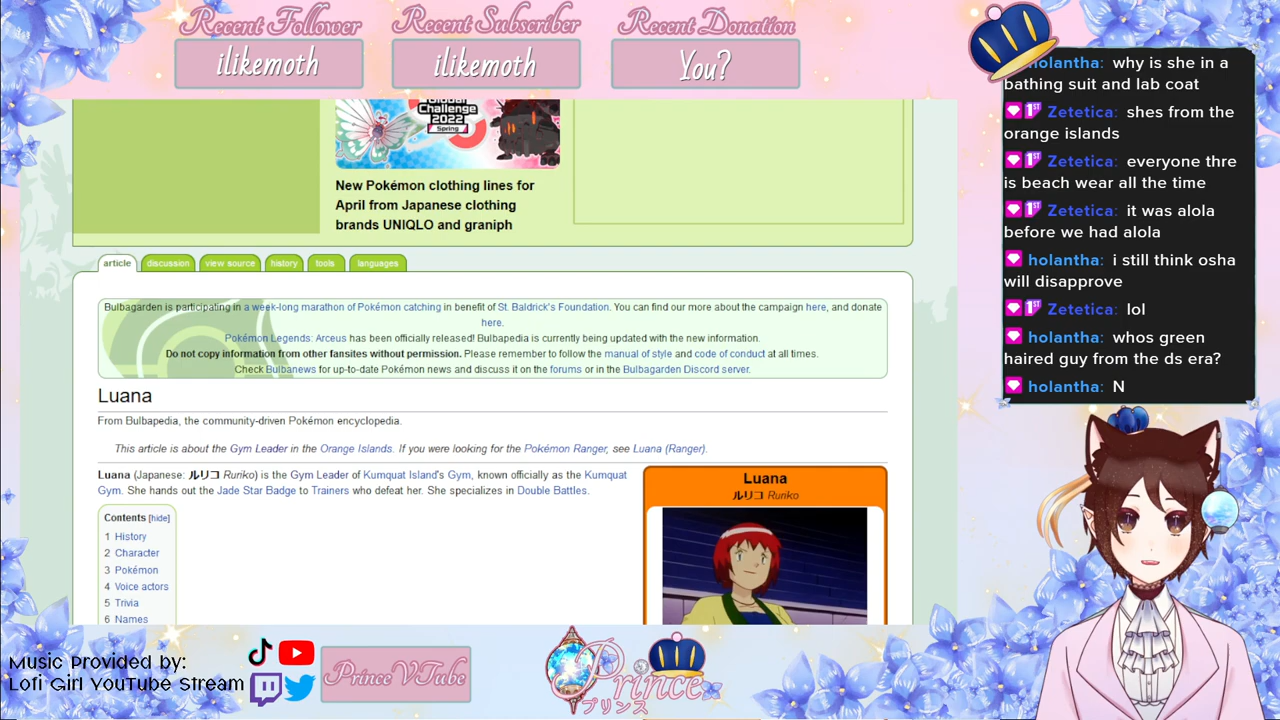 Recent Follower
ilikemoth
Recent Subscriber
ilikemoth
Recent Donation
You?
Global
Challenge
2022
Spring
New Pokémon clothing lines for
April from Japanese clothing
brands UNIQLO and graniph
article
discussion
view source
history
tools
languages
Bulbagarden is participating in a week-long marathon of Pokémon catching in benefit of St. Baldrick's Foundation. You can find our more about the campaign here, and donate
here.
Pokémon Legends: Arceus has been officially released! Bulbapedia is currently being updated with the new information.
Do not copy information from other fansites without permission. Please remember to follow the manual of style and code of conduct at all times.
Check Bulbanews for up-to-date Pokémon news and discuss it on the forums or in the Bulbagarden Discord server.
Luana
From Bulbapedia, the community-driven Pokémon encyclopedia.
This article is about the Gym Leader in the Orange Islands. If you were looking for the Pokémon Ranger, see Luana (Ranger).
Luana (Japanese: ルリコ Ruriko) is the Gym Leader of Kumquat Island's Gym, known officially as the Kumquat
Gym. She hands out the Jade Star Badge to Trainers who defeat her. She specializes in Double Battles.
Contents [hide]
1 History
2 Character
3 Pokémon
4 Voice actors
5 Trivia
6 Names
Luana
ルリコ Ruriko
holantha: why is she in a
bathing suit and lab coat
1ST Zetetica: shes from the
orange islands
1ST Zetetica: everyone thre
is beach wear all the time
1ST Zetetica: it was alola
before we had alola
holantha: i still think osha
will disapprove
1ST Zetetica: lol
holantha: whos green
haired guy from the ds era?
holantha: N
Music Provided by:
Lofi Girl YouTube Stream
PrinceVTube
Prince
プリンス